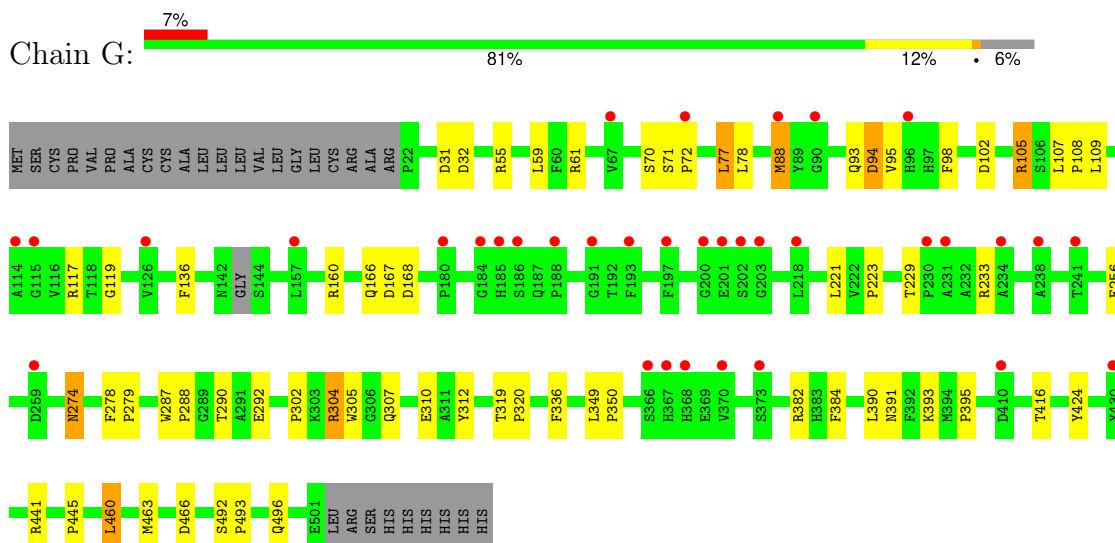 7%
Chain G:
81% 12% • 6%
MET SER CYS PRO VAL PRO ALA CYS CYS ALA LEU LEU LEU VAL LEU GLY LEU CYS ARG ALA ARG P22 D31 D32 R55 L59 F60 R61 V67 S70 S71 P72 L77 L78 M88 Y89 G90 Q93 D94 V95 H96 H97 F98 D102 R105 S106 L107 P108 L109
A114 G115 V116 R117 T118 G119 V126 F136 N142 GLY S144 L157 R160 Q166 D167 D168 P180 G184 H185 S186 Q187 P188 G191 T192 F193 F197 G200 E201 S202 G203 L218 L221 V222 P223 T229 P230 A231 A232 R233 A234 A238 T241 E256
D259 N274 F278 P279 W287 P288 G289 T290 A291 E292 P302 K303 R304 W305 G306 Q307 E310 A311 Y312 T319 P320 F336 L349 P350 S366 H367 H368 E369 V370 S373 R382 H383 F384 L390 N391 F392 K393 M394 P395 D410 T416 Y424 Y430
R441 P445 L460 M463 D466 S492 P493 Q496 E501 LEU ARG SER HIS HIS HIS HIS HIS HIS